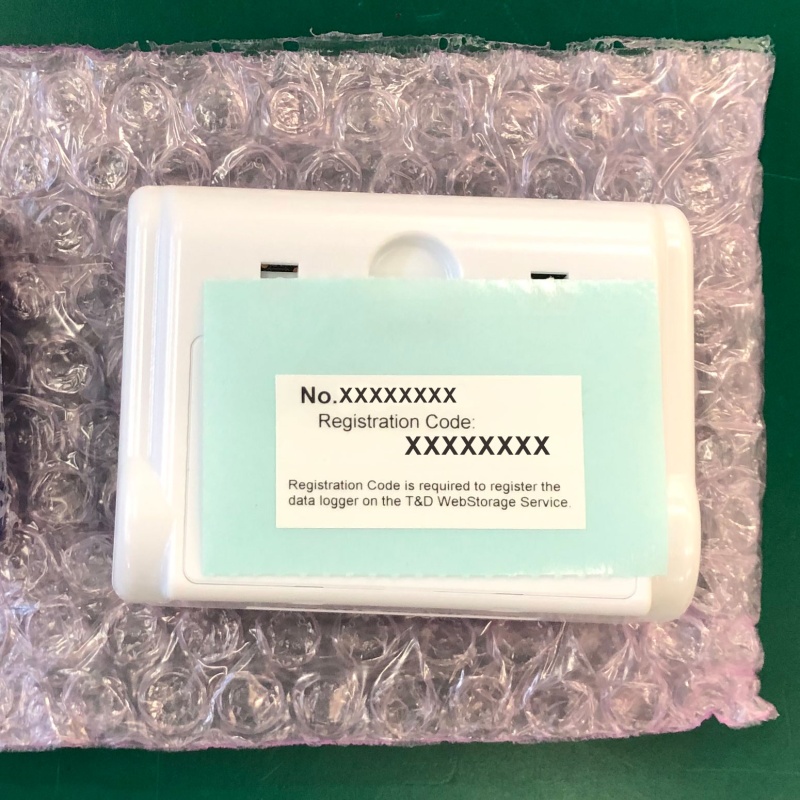 No.XXXXXXXX
Registration Code:
XXXXXXXX
Registration Code is required to register the
data logger on the T&D WebStorage Service.